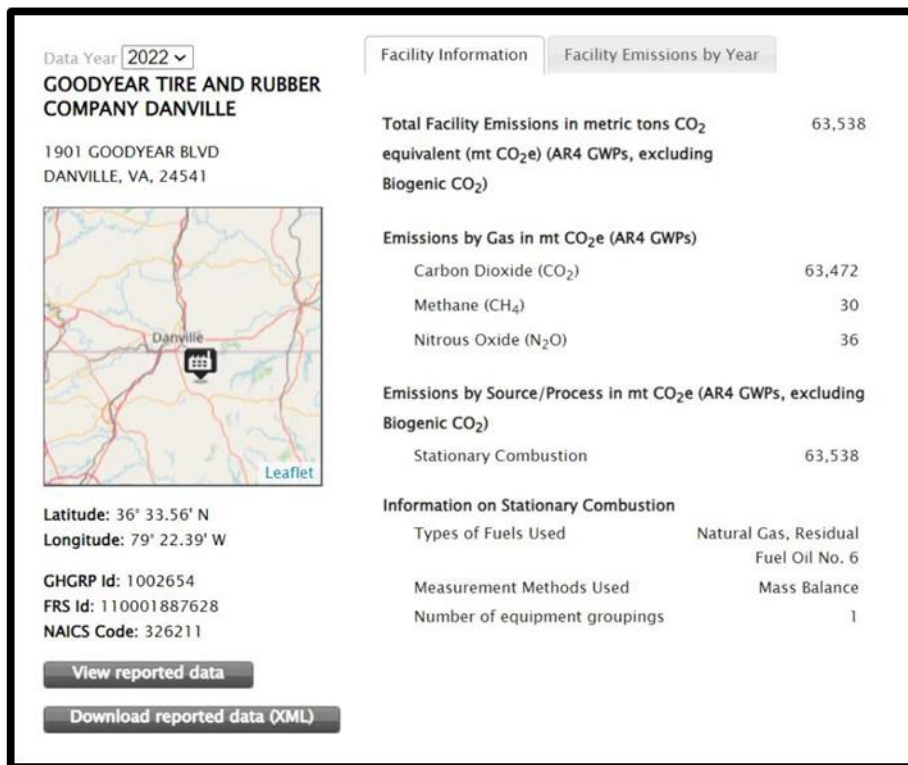 Data Year 2022
GOODYEAR TIRE AND RUBBER
COMPANY DANVILLE
1901 GOODYEAR BLVD
DANVILLE, VA, 24541
Danville
Leaflet
Latitude: 36° 33.56' N
Longitude: 79° 22.39' W
GHGRP Id: 1002654
FRS Id: 110001887628
NAICS Code: 326211
View reported data
Download reported data (XML)
Facility Information
Facility Emissions by Year
Total Facility Emissions in metric tons CO₂ 63,538
equivalent (mt CO₂e) (AR4 GWPs, excluding
Biogenic CO₂)
Emissions by Gas in mt CO₂e (AR4 GWPs)
Carbon Dioxide (CO₂) 63,472
Methane (CH₄) 30
Nitrous Oxide (N₂O) 36
Emissions by Source/Process in mt CO₂e (AR4 GWPs, excluding
Biogenic CO₂)
Stationary Combustion 63,538
Information on Stationary Combustion
Types of Fuels Used Natural Gas, Residual
Fuel Oil No. 6
Measurement Methods Used Mass Balance
Number of equipment groupings 1